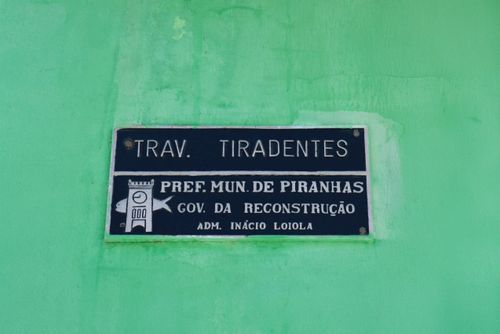 TRAV. TIRADENTES
PREF. MUN. DE PIRANHAS
GOV. DA RECONSTRUÇÃO
ADM. INÁCIO LOIOLA